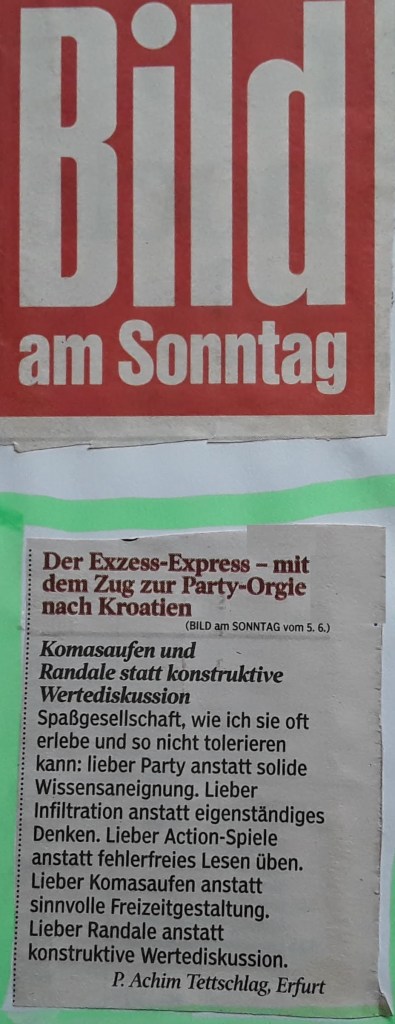 Bild
am Sonntag
Der Exzess-Express – mit
dem Zug zur Party-Orgie
nach Kroatien
(BILD am SONNTAG vom 5. 6.)
Komasaufen und
Randale statt konstruktive
Wertediskussion
Spaßgesellschaft, wie ich sie oft
erlebe und so nicht tolerieren
kann: lieber Party anstatt solide
Wissensaneignung. Lieber
Infiltration anstatt eigenständiges
Denken. Lieber Action-Spiele
anstatt fehlerfreies Lesen üben.
Lieber Komasaufen anstatt
sinnvolle Freizeitgestaltung.
Lieber Randale anstatt
konstruktive Wertediskussion.
P. Achim Tettschlag, Erfurt